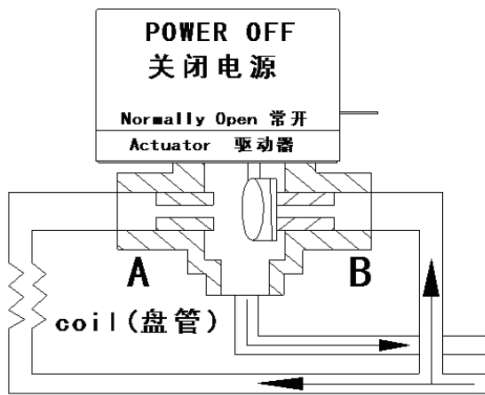 POWER OFF
关闭电源
Normally Open 常开
Actuator 驱动器
A B
coil(盘管)